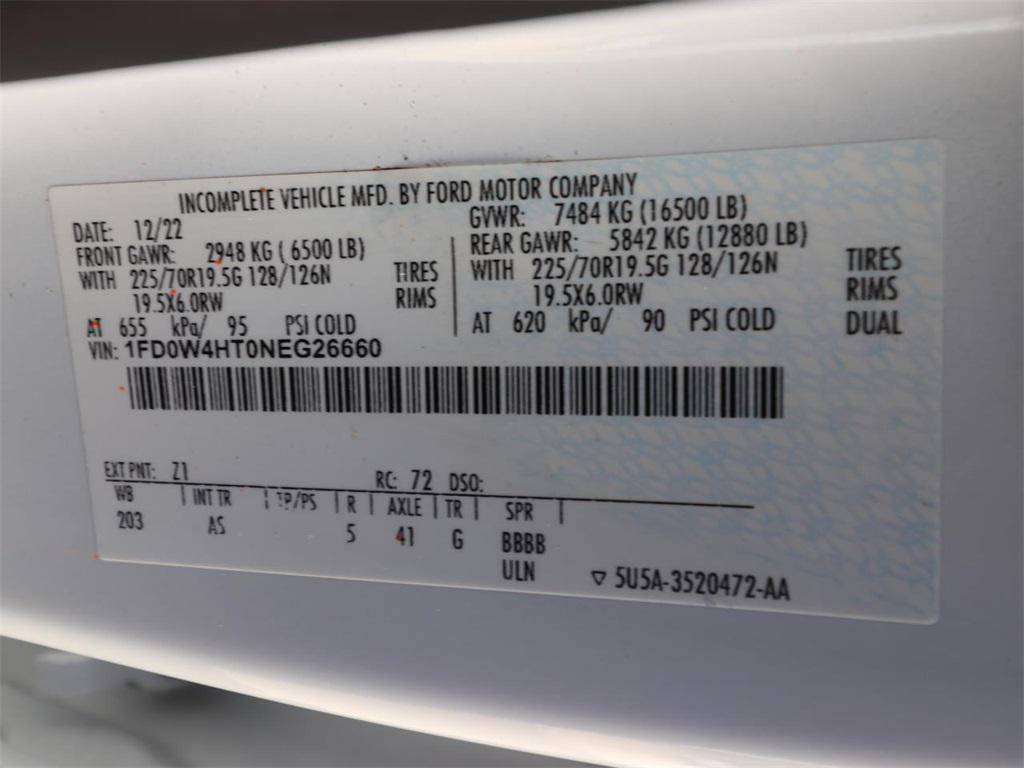 INCOMPLETE VEHICLE MFD. BY FORD MOTOR COMPANY
DATE: 12/22 GVWR: 7484 KG (16500 LB)
FRONT GAWR: 2948 KG ( 6500 LB) REAR GAWR: 5842 KG (12880 LB)
WITH 225/70R19.5G 128/126N TIRES WITH 225/70R19.5G 128/126N TIRES
19.5X6.0RW RIMS 19.5X6.0RW RIMS
AT 655 kPa/ 95 PSI COLD AT 620 kPa/ 90 PSI COLD DUAL
VIN: 1FD0W4HT0NEG26660
EXT PNT: Z1 RC: 72 DSO:
WB | INT TR | TP/PS | R | AXLE | TR | SPR |
203 AS 5 41 G BBBB
ULN ▽ 5U5A-3520472-AA